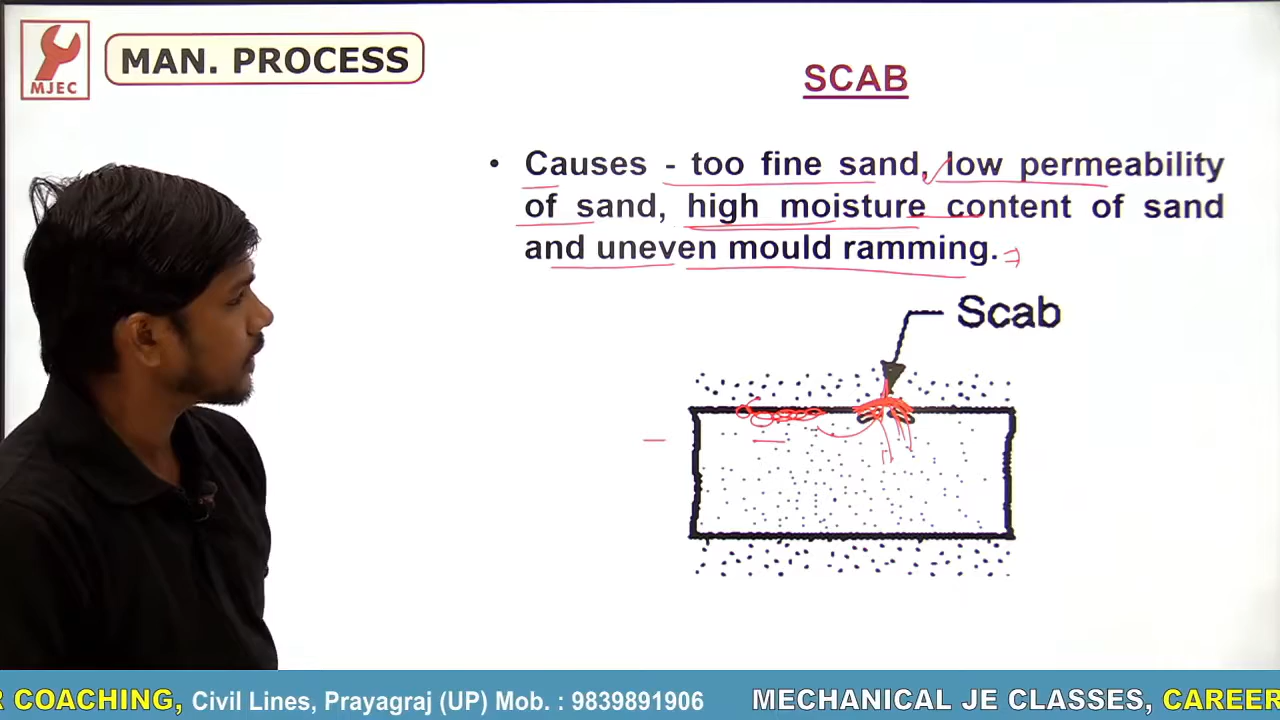 MJEC
MAN. PROCESS
SCAB
• Causes - too fine sand, low permeability
of sand, high moisture content of sand
and uneven mould ramming.
Scab
R COACHING, Civil Lines, Prayagraj (UP) Mob. : 9839891906 MECHANICAL JE CLASSES, CAREER